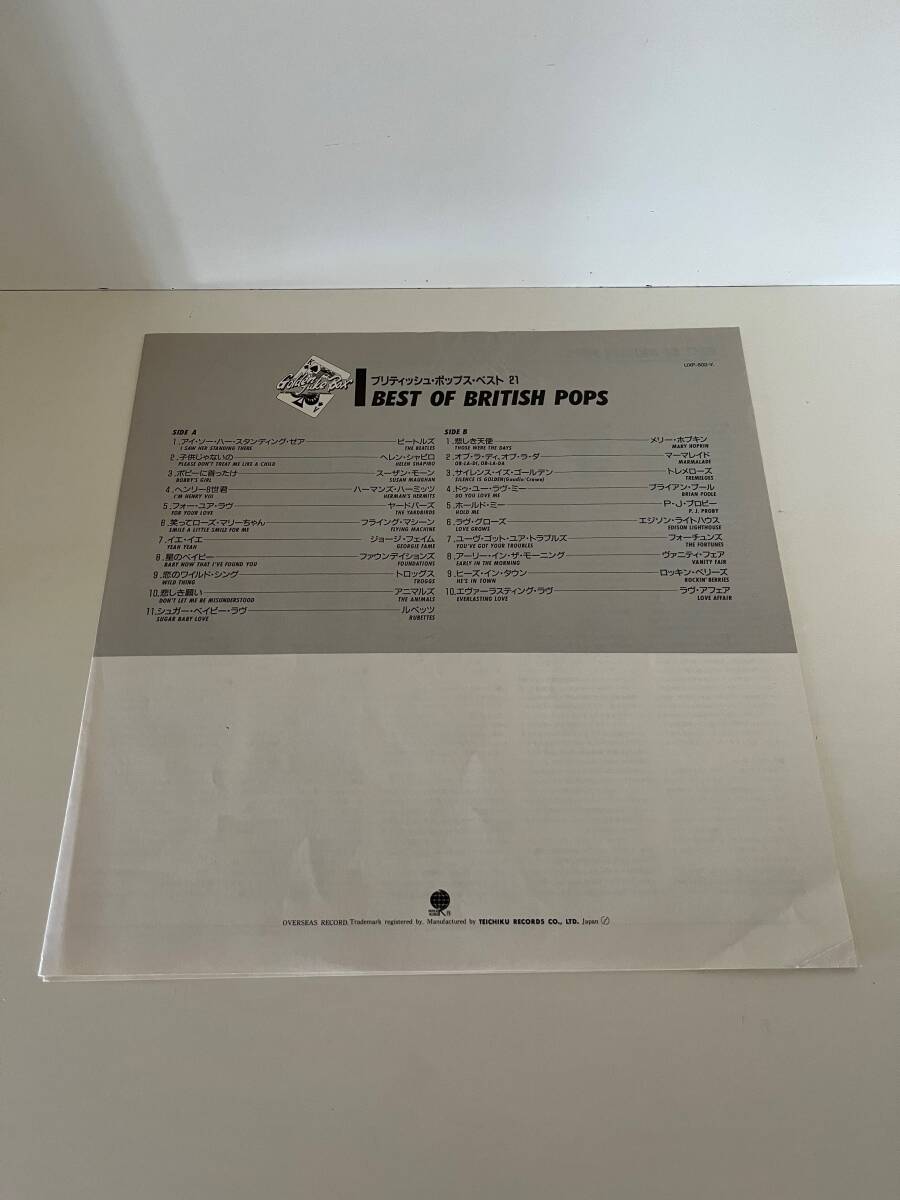 Golden Juke Box
K
A
ブリティッシュ・ポップス・ベスト 21
BEST OF BRITISH POPS
UXP-802-Y
SIDE A
1.アイ・ソー・ハー・スタンディング・ゼア ビートルズ
I SAW HER STANDING THERE THE BEATLES
2.子供じゃないの ヘレン・シャピロ
PLEASE DON'T TREAT ME LIKE A CHILD HELEN SHAPIRO
3.ボビーに首ったけ スーザン・モーン
BOBBY'S GIRL SUSAN MAUGHAN
4.ヘンリー8世君 ハーマンズ・ハーミッツ
I'M HENRY VIII HERMAN'S HERMITS
5.フォー・ユア・ラヴ ヤードバーズ
FOR YOUR LOVE THE YARDBIRDS
6.笑ってローズ・マリーちゃん フライング・マシーン
SMILE A LITTLE SMILE FOR ME FLYING MACHINE
7.イエ・イエ ジョージ・フェイム
YEAH YEAH GEORGIE FAME
8.星のベイビー ファウンデイションズ
BABY NOW THAT I'VE FOUND YOU FOUNDATIONS
9.恋のワイルド・シング トロッグス
WILD THING TROGGS
10.悲しき願い アニマルズ
DON'T LET ME BE MISUNDERSTOOD THE ANIMALS
11.シュガー・ベイビー・ラヴ ルベッツ
SUGAR BABY LOVE RUBETTES
SIDE B
1.悲しき天使 メリー・ホプキン
THOSE WERE THE DAYS MARY HOPKIN
2.オブ・ラ・ディ,オブ・ラ・ダ マーマレイド
OB-LA-DI, OB-LA-DA MARMALADE
3.サイレンス・イズ・ゴールデン トレメローズ
SILENCE IS GOLDEN(Gaudio/Crewe) TREMELOES
4.ドゥ・ユー・ラヴ・ミー ブライアン・プール
DO YOU LOVE ME BRIAN POOLE
5.ホールド・ミー P・J・プロビー
HOLD ME P. J. PROBY
6.ラヴ・グローズ エジソン・ライトハウス
LOVE GROWS EDISON LIGHTHOUSE
7.ユーヴ・ゴット・ユア・トラブルズ フォーチュンズ
YOU'VE GOT YOUR TROUBLES THE FORTUNES
8.アーリー・イン・ザ・モーニング ヴァニティ・フェア
EARLY IN THE MORNING VANITY FAIR
9.ヒーズ・イン・タウン ロッキン・ベリーズ
HE'S IN TOWN ROCKIN' BERRIES
10.エヴァーラスティング・ラヴ ラヴ・アフェア
EVERLASTING LOVE LOVE AFFAIR
OVERSEAS RECORD. Trademark registered by. Manufactured by TEICHIKU RECORDS CO., LTD. Japan